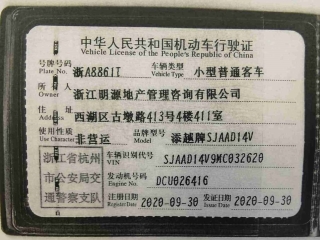 中华人民共和国机动车行驶证
Vehicle License of the People's Republic of China
号牌号码 浙A8861T 车辆类型 小型普通客车
Plate No. Vehicle Type
所有人 浙江明源地产管理咨询有限公司
Owner
住址 西湖区古墩路413号4楼411室
Address
使用性质 非营运 品牌型号 添越牌SJAAD14V
Use Character Model
浙江省杭州
市公安局交
通警察支队
车辆识别代号 SJAAD14V9MC032620
VIN
发动机号码 DCU026416
Engine No.
注册日期 2020-09-30 发证日期 2020-09-30
Register Date Issue Date